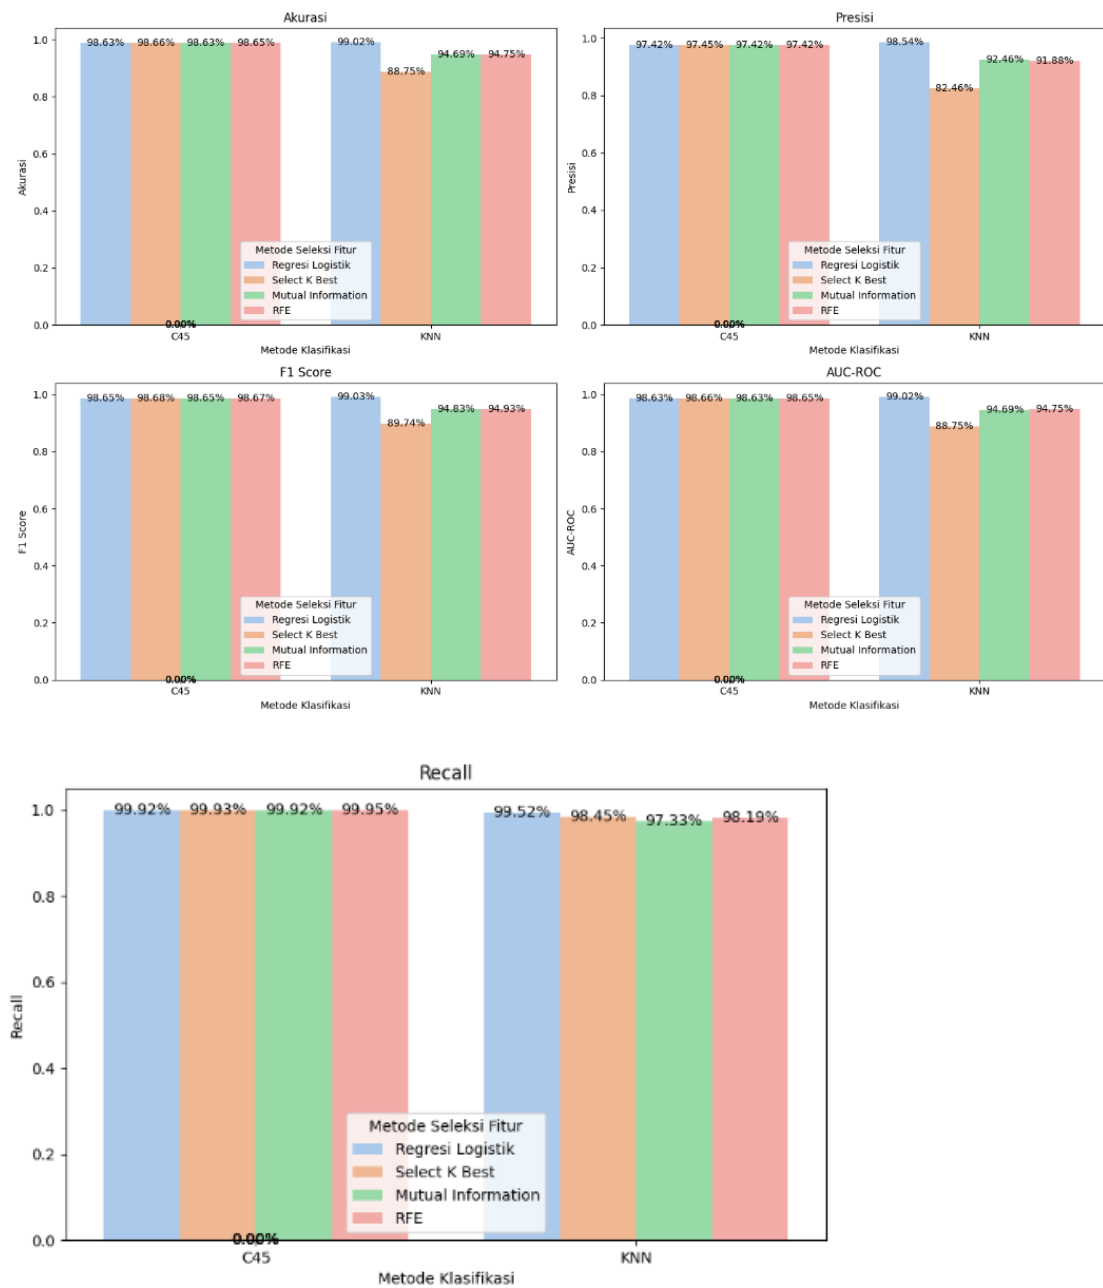 Akurasi
98.63% 98.66% 98.63% 98.65% 99.02% 88.75% 94.69% 94.75%
1.0
0.8
0.6
0.4
0.2
0.0
Akurasi
Metode Seleksi Fitur
Regresi Logistik
Select K Best
Mutual Information
RFE
0.00%
C45 KNN
Metode Klasifikasi
Presisi
97.42% 97.45% 97.42% 97.42% 98.54% 82.46% 92.46% 91.88%
1.0
0.8
0.6
0.4
0.2
0.0
Presisi
Metode Seleksi Fitur
Regresi Logistik
Select K Best
Mutual Information
RFE
0.00%
C45 KNN
Metode Klasifikasi
F1 Score
98.65% 98.68% 98.65% 98.67% 99.03% 89.74% 94.83% 94.93%
1.0
0.8
0.6
0.4
0.2
0.0
F1 Score
Metode Seleksi Fitur
Regresi Logistik
Select K Best
Mutual Information
RFE
0.00%
C45 KNN
Metode Klasifikasi
AUC-ROC
98.63% 98.66% 98.63% 98.65% 99.02% 88.75% 94.69% 94.75%
1.0
0.8
0.6
0.4
0.2
0.0
AUC-ROC
Metode Seleksi Fitur
Regresi Logistik
Select K Best
Mutual Information
RFE
0.00%
C45 KNN
Metode Klasifikasi
Recall
99.92% 99.93% 99.92% 99.95% 99.52% 98.45% 97.33% 98.19%
1.0
0.8
0.6
0.4
0.2
0.0
Recall
Metode Seleksi Fitur
Regresi Logistik
Select K Best
Mutual Information
RFE
0.00%
C45 KNN
Metode Klasifikasi